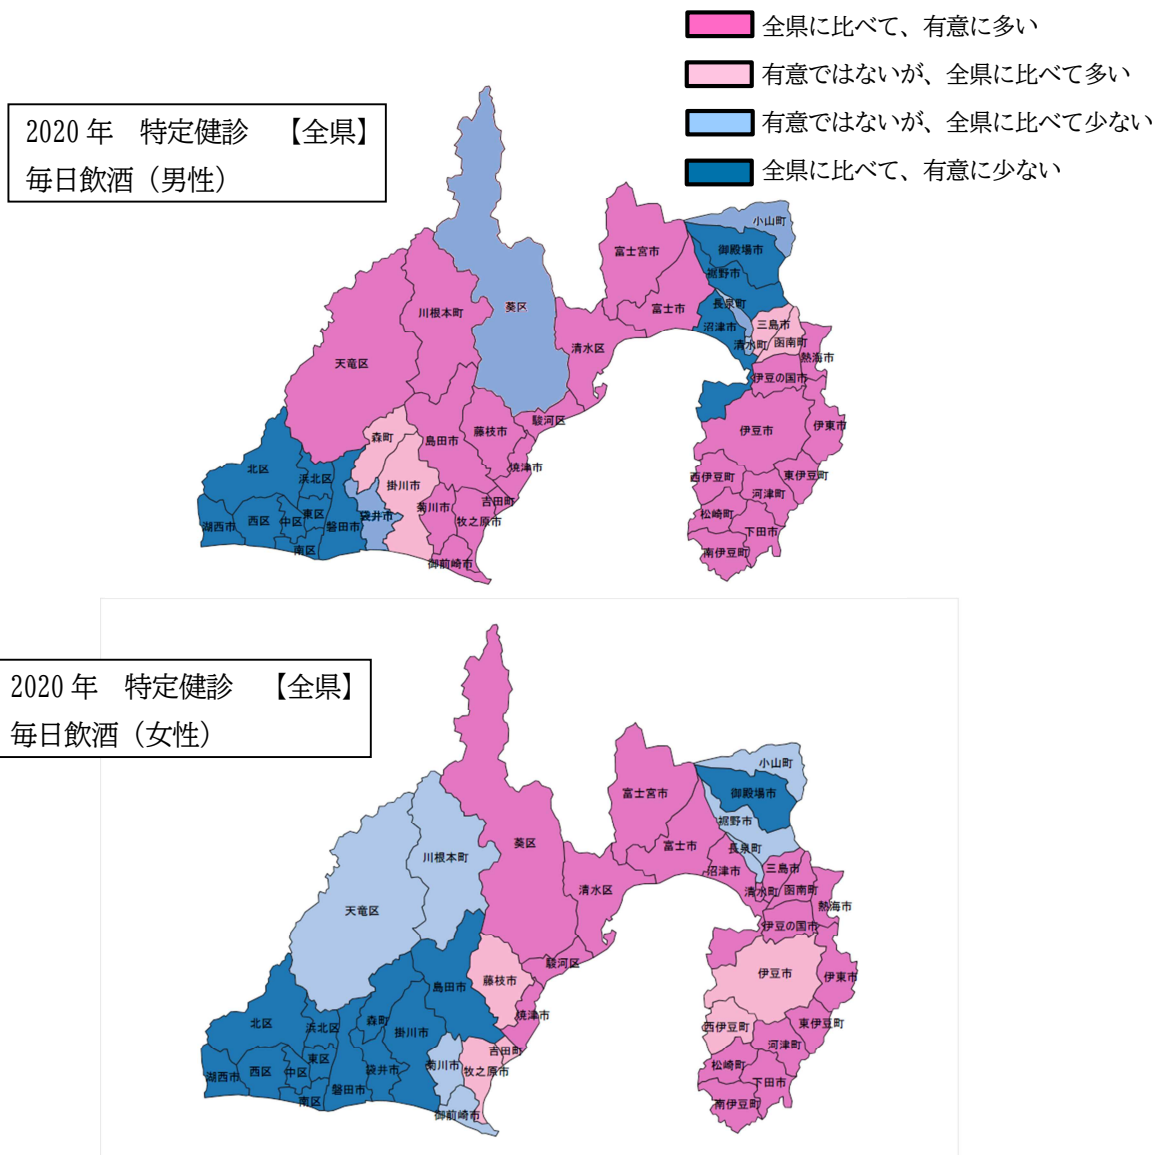 全県に比べて、有意に多い
有意ではないが、全県に比べて多い
有意ではないが、全県に比べて少ない
全県に比べて、有意に少ない
2020年　特定健診　【全県】
毎日飲酒（男性）
小山町
御殿場市
富士宮市
裾野市
長泉町
葵区
川根本町
富士市
沼津市
三島市
清水町
函南町
清水区
熱海市
天竜区
伊豆の国市
駿河区
伊東市
藤枝市
伊豆市
森町
島田市
焼津市
北区
浜北区
掛川市
西伊豆町
東伊豆町
河津町
吉田町
菊川市
東区
袋井市
牧之原市
松崎町
湖西市
西区
中区
磐田市
下田市
南区
御前崎市
南伊豆町
2020年　特定健診　【全県】
毎日飲酒（女性）
小山町
富士宮市
御殿場市
裾野市
葵区
富士市
長泉町
川根本町
沼津市
三島市
清水区
清水町
函南町
熱海市
天竜区
伊豆の国市
駿河区
伊豆市
伊東市
藤枝市
島田市
焼津市
北区
浜北区
森町
掛川市
西伊豆町
東伊豆町
河津町
吉田町
東区
菊川市
牧之原市
松崎町
湖西市
西区
中区
袋井市
磐田市
下田市
南区
御前崎市
南伊豆町